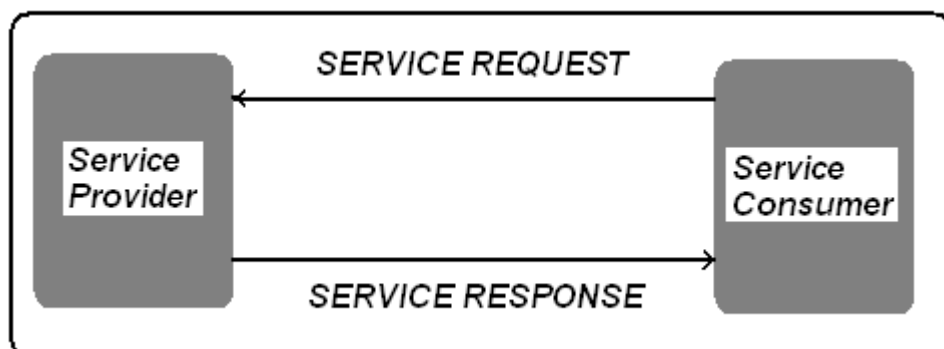 SERVICE REQUEST
Service
Provider
Service
Consumer
SERVICE RESPONSE